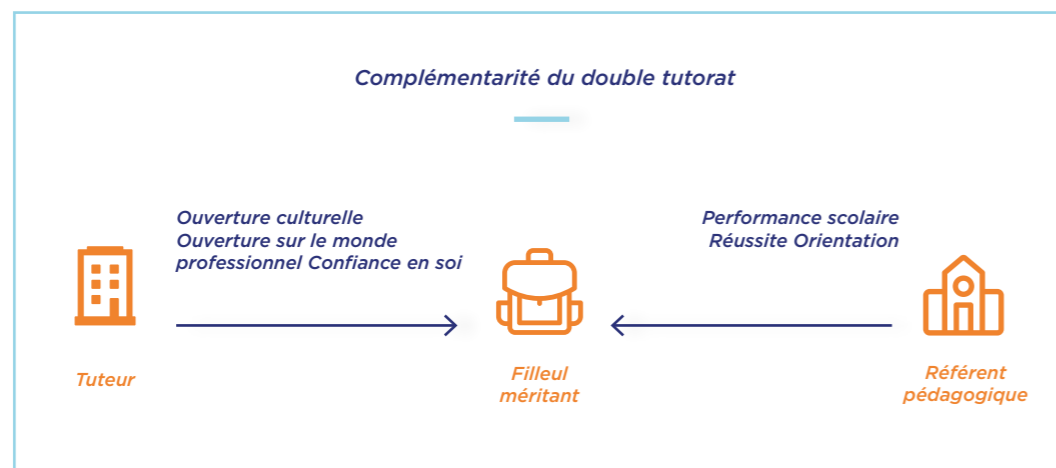 Complémentarité du double tutorat
Ouverture culturelle
Ouverture sur le monde
professionnel Confiance en soi
Performance scolaire
Réussite Orientation
Tuteur
Filleul
méritant
Référent
pédagogique